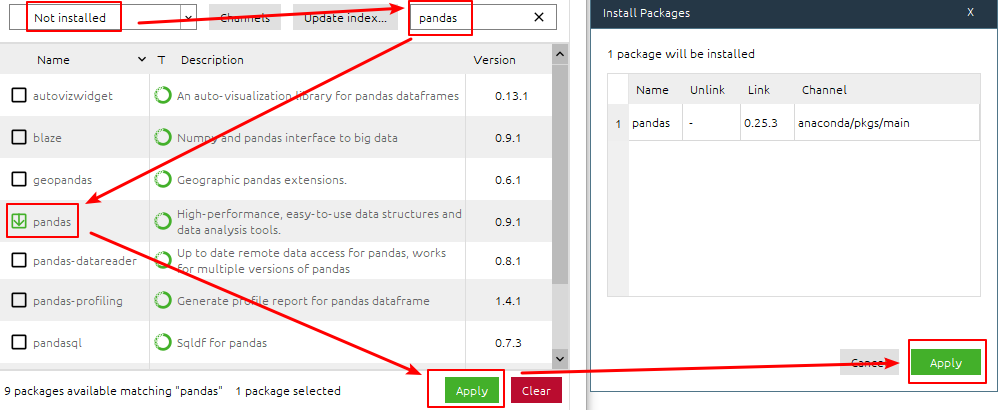 Not installed
Channels
Update index...
pandas
Name
T
Description
Version
autovizwidget
An auto-visualization library for pandas dataframes
0.13.1
blaze
Numpy and pandas interface to big data
0.9.1
geopandas
Geographic pandas extensions.
0.6.1
pandas
High-performance, easy-to-use data structures and
data analysis tools.
0.9.1
pandas-datareader
Up to date remote data access for pandas, works
for multiple versions of pandas
0.8.1
pandas-profiling
Generate profile report for pandas dataframe
1.4.1
pandasql
Sqldf for pandas
0.7.3
9 packages available matching "pandas"
1 package selected
Apply
Clear
Install Packages
X
1 package will be installed
Name
Unlink
Link
Channel
1
pandas
-
0.25.3
anaconda/pkgs/main
Cancel
Apply